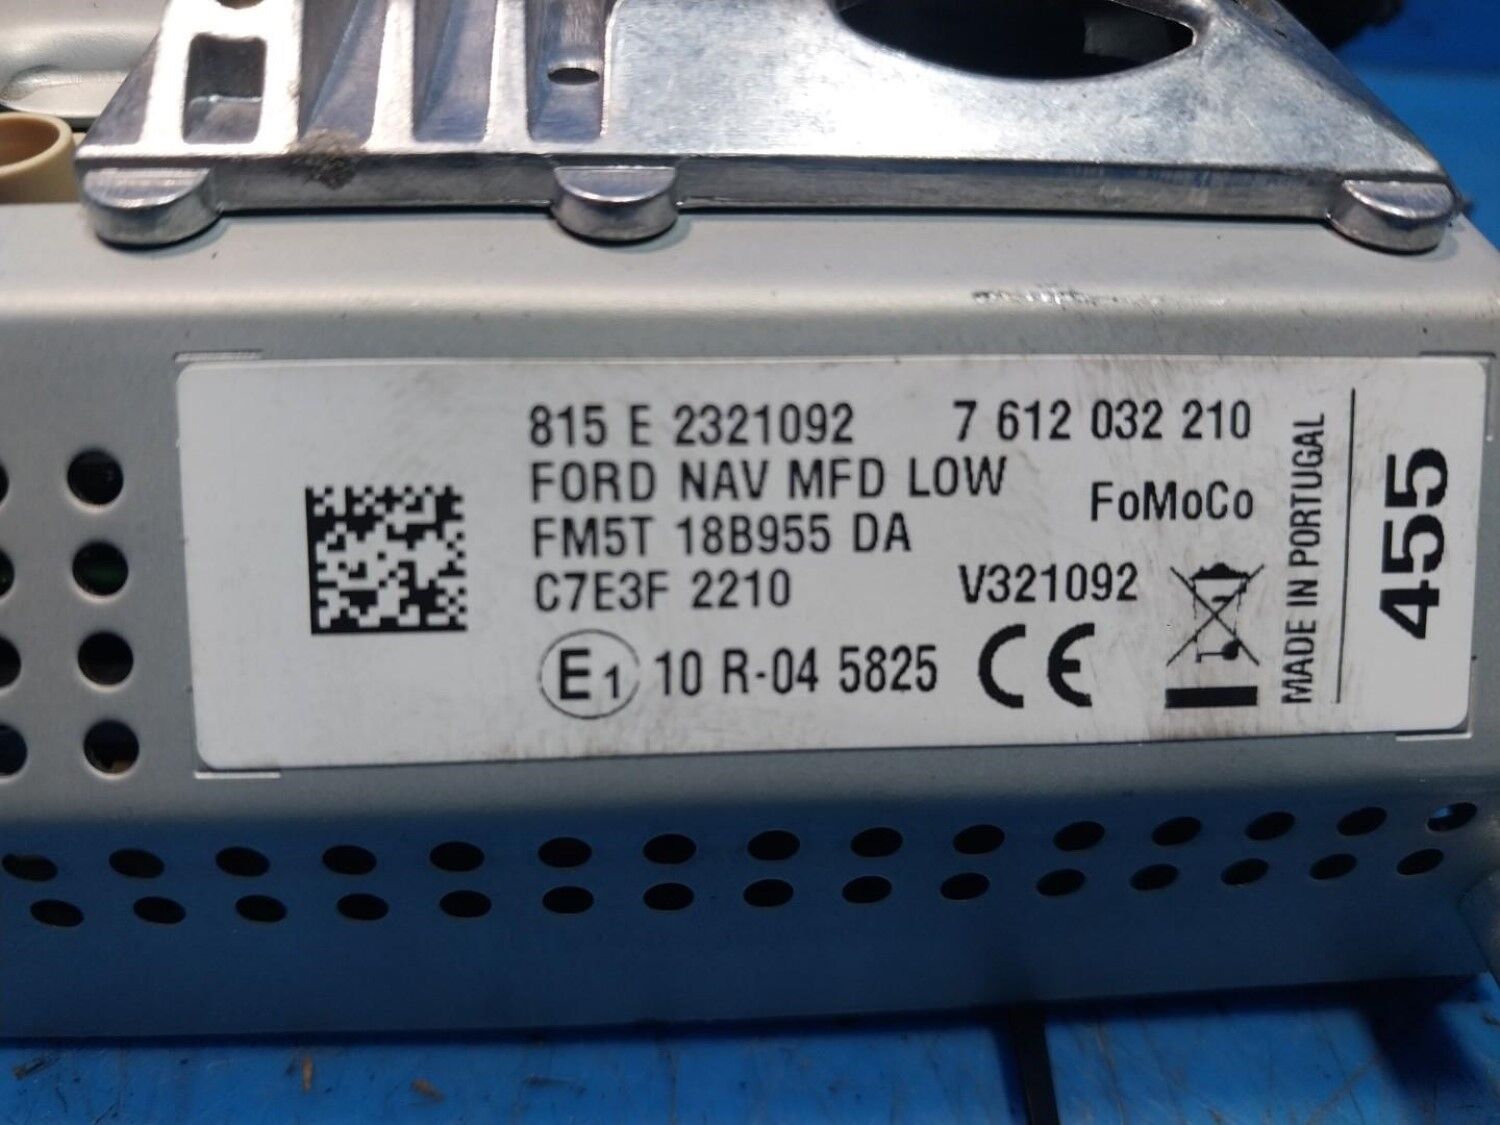 815 E 2321092 7 612 032 210
FORD NAV MFD LOW
FoMoCo
FM5T 18B955 DA
C7E3F 2210 V321092
E1 10 R-04 5825 CE
MADE IN PORTUGAL
455